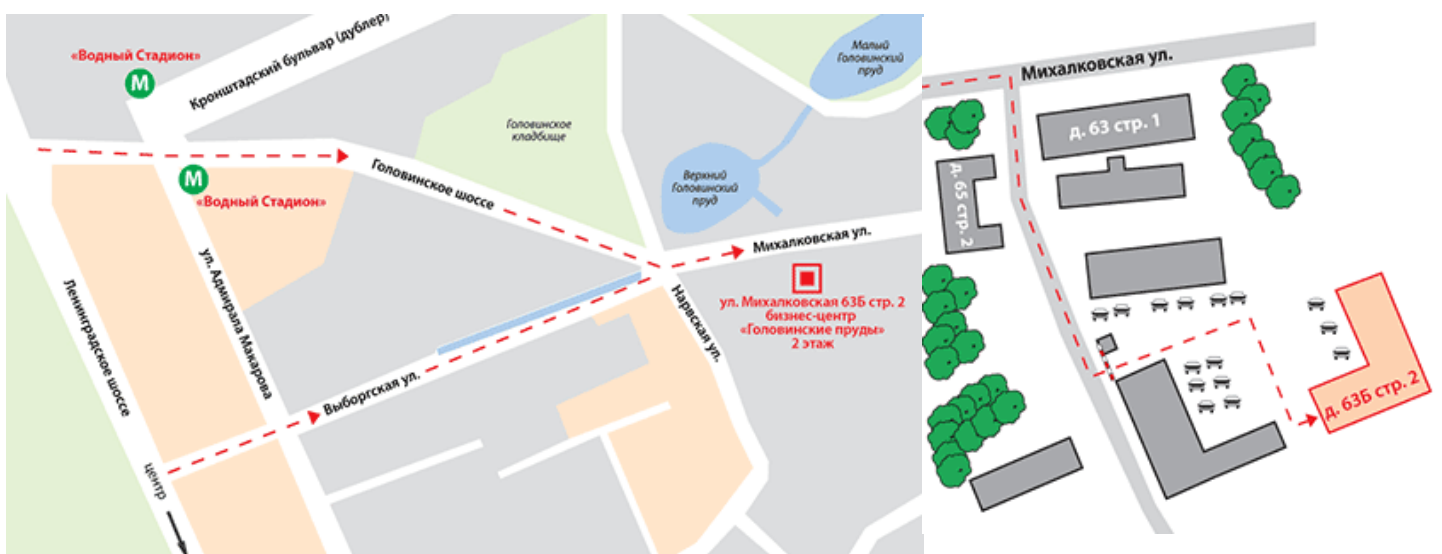 «Водный Стадион»
М
Кронштадский бульвар (дублер)
М
«Водный Стадион»
Головинское шоссе
Головинское
кладбище
Малый
Головинский
пруд
Верхний
Головинский
пруд
Михалковская ул.
ул. Михалковская 63Б стр. 2
бизнес-центр
«Головинские пруды»
2 этаж
Ленинградское шоссе
ул. Адмирала Макарова
Нарвская ул.
Выборгская ул.
центр
Михалковская ул.
д. 63 стр. 1
д. 65 стр. 2
д. 63Б стр. 2